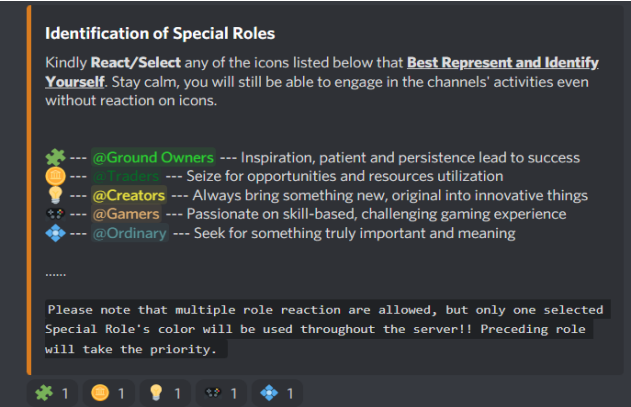 Identification of Special Roles
Kindly React/Select any of the icons listed below that Best Represent and Identify
Yourself. Stay calm, you will still be able to engage in the channels' activities even
without reaction on icons.
--- @Ground Owners --- Inspiration, patient and persistence lead to success
--- @Traders --- Seize for opportunities and resources utilization
--- @Creators --- Always bring something new, original into innovative things
--- @Gamers --- Passionate on skill-based, challenging gaming experience
--- @Ordinary --- Seek for something truly important and meaning
......
Please note that multiple role reaction are allowed, but only one selected
Special Role's color will be used throughout the server!! Preceding role
will take the priority.
1 1 1 1 1